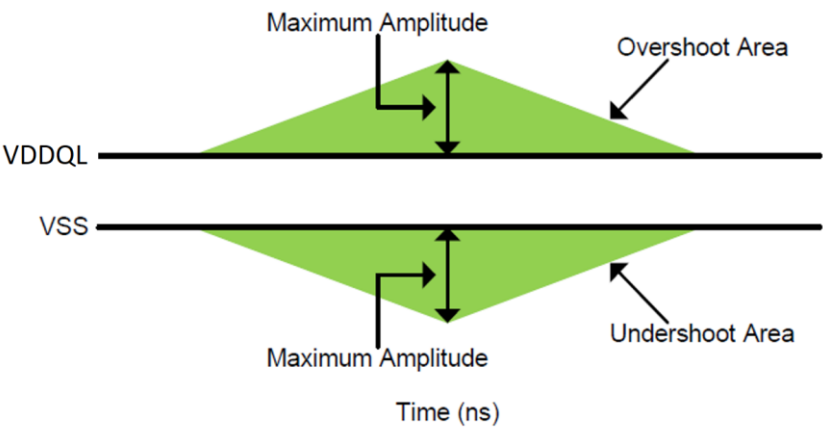 Maximum Amplitude
Overshoot Area
VDDQL
VSS
Undershoot Area
Maximum Amplitude
Time (ns)